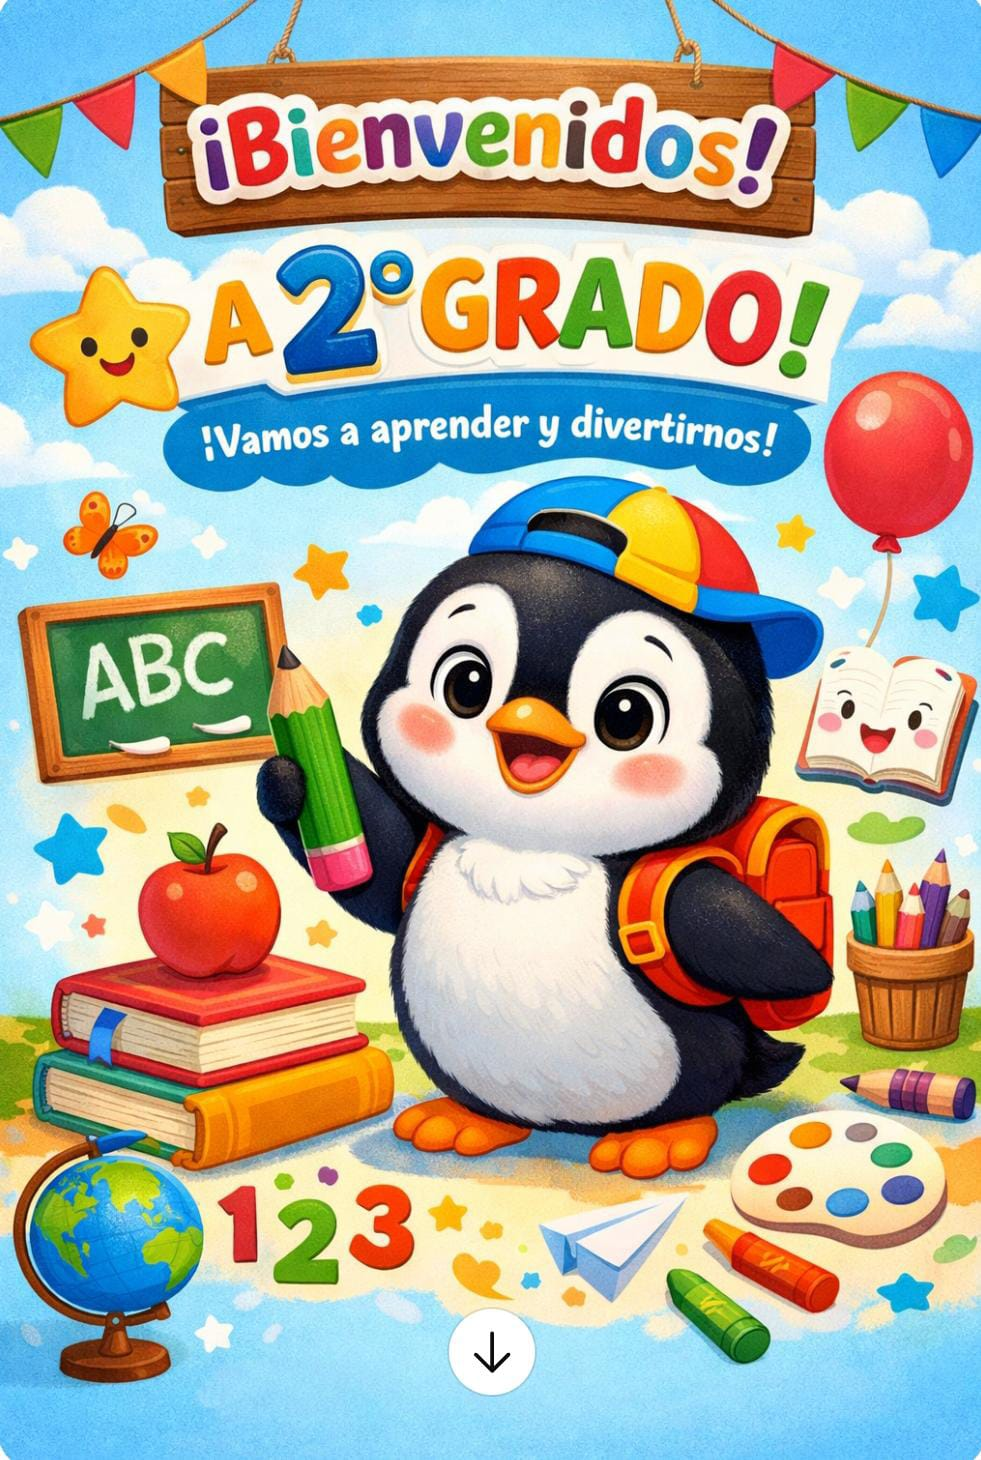 ¡Bienvenidos!
A 2° GRADO!
¡Vamos a aprender y divertirnos!
ABC
123